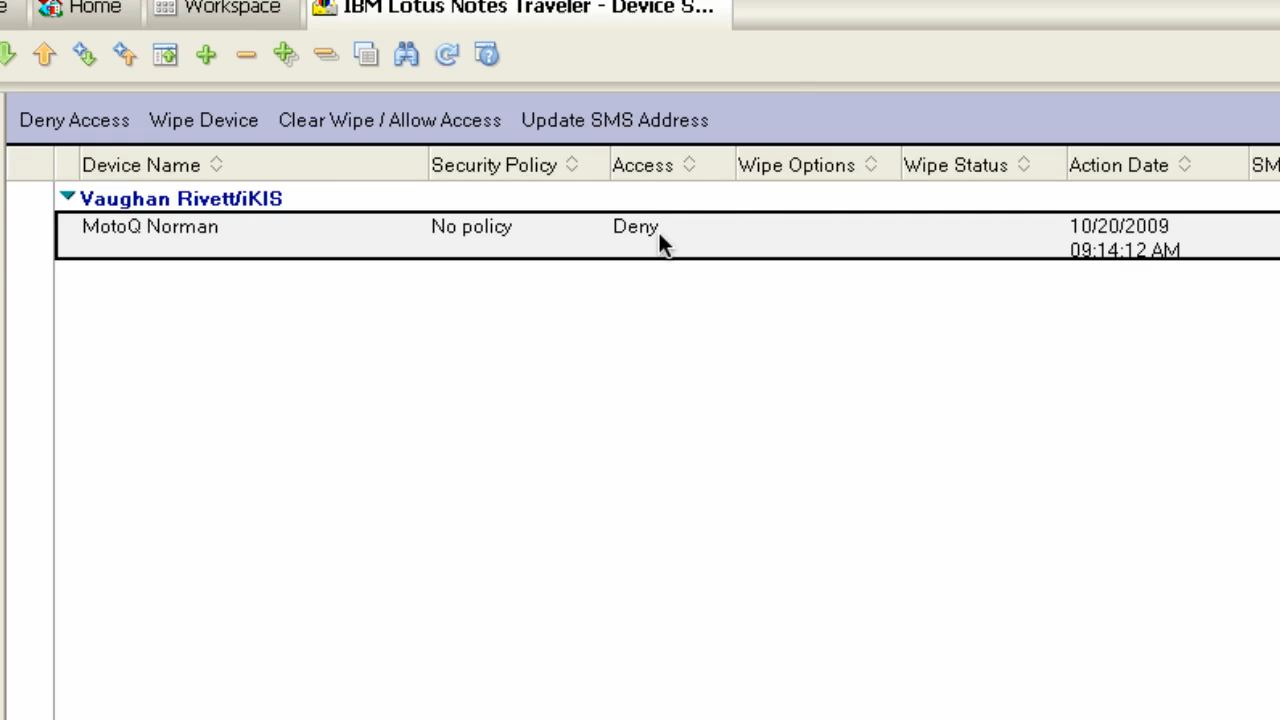 Home Workspace IBM Lotus Notes Traveler - Device S...
Deny Access Wipe Device Clear Wipe / Allow Access Update SMS Address
Device Name Security Policy Access Wipe Options Wipe Status Action Date SM
Vaughan Rivett/iKIS
MotoQ Norman No policy Deny 10/20/2009
09:14:12 AM